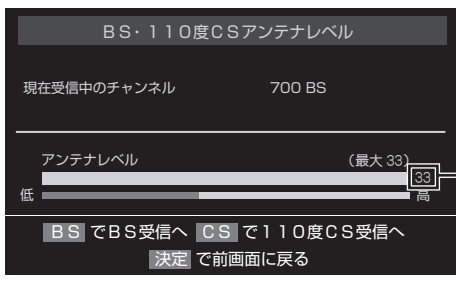 BS・110度CSアンテナレベル
現在受信中のチャンネル 700 BS
アンテナレベル (最大 33)
33
低 高
BS でBS受信へ CS で110度CS受信へ
決定 で前画面に戻る